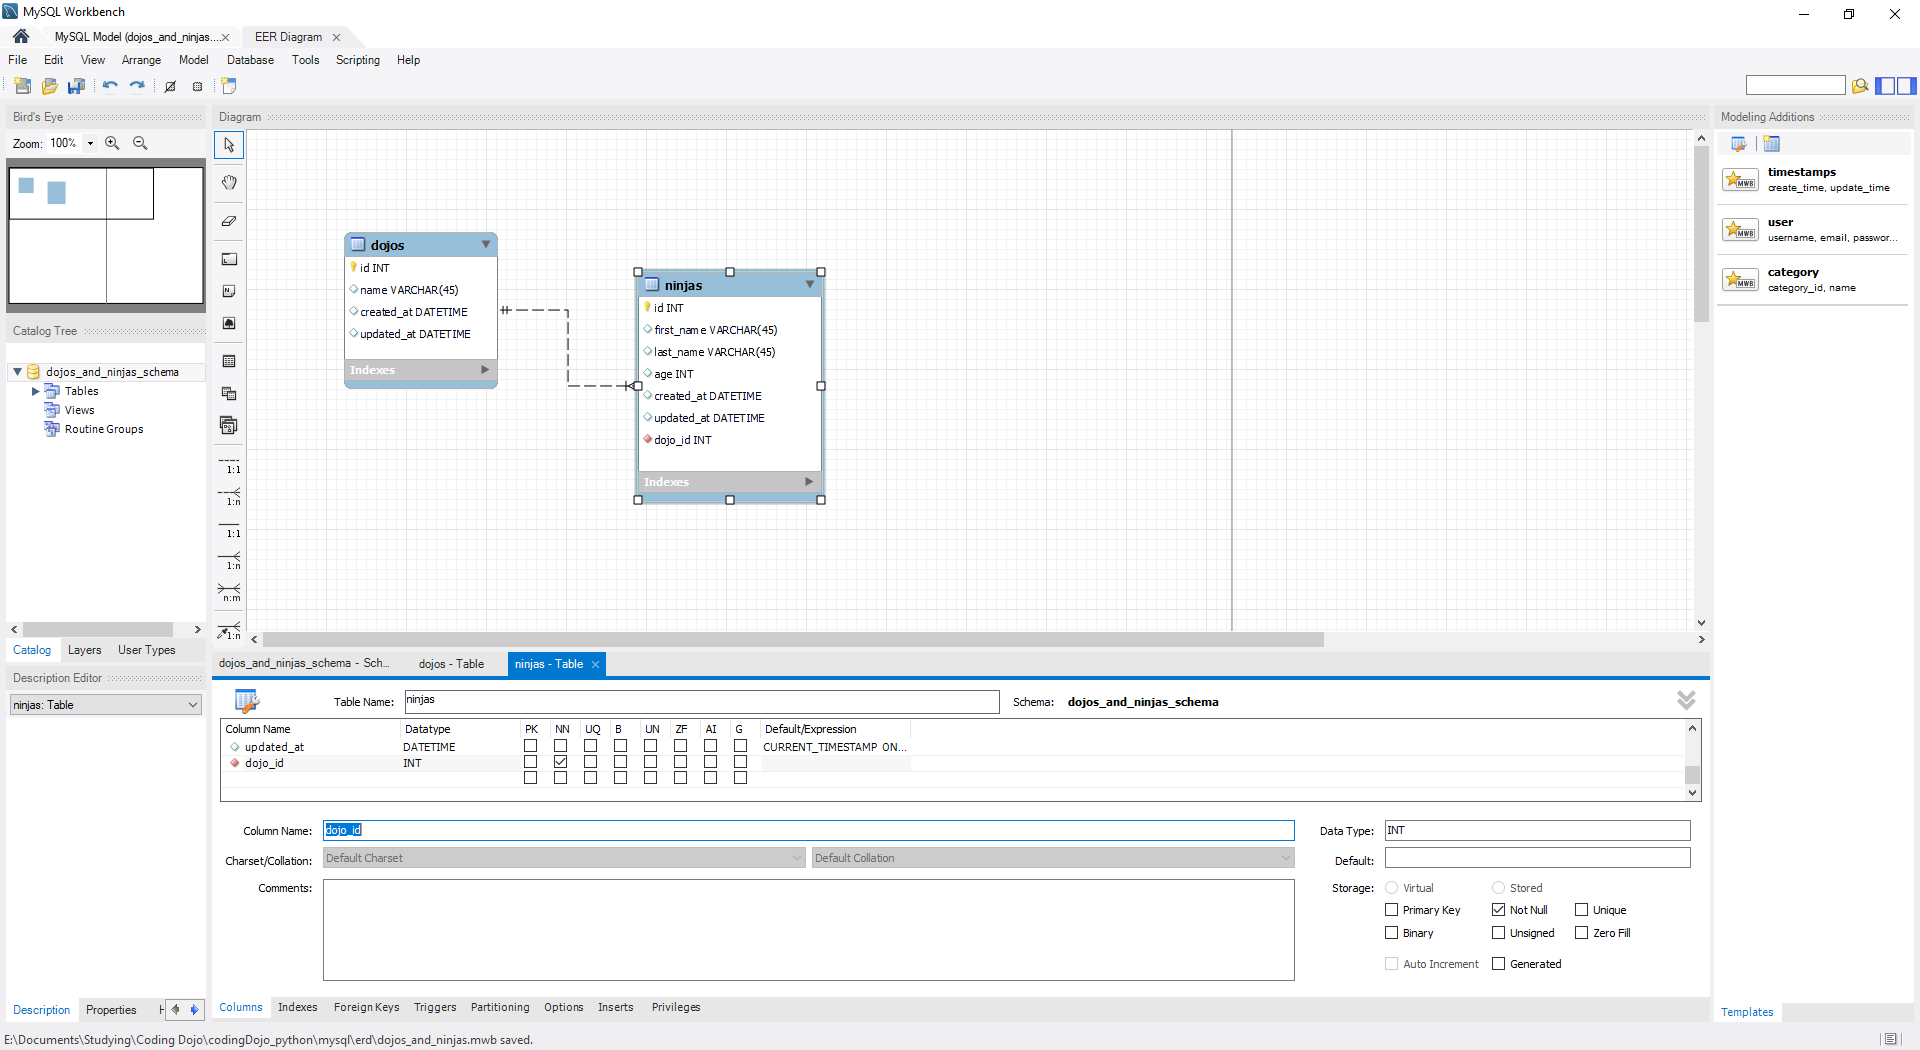 MySQL Workbench
MySQL Model (dojos_and_ninjas....
EER Diagram
File Edit View Arrange Model Database Tools Scripting Help
Bird's Eye
Zoom: 100%
Catalog Tree
dojos_and_ninjas_schema
Tables
Views
Routine Groups
Catalog Layers User Types
Description Editor
ninjas: Table
Description Properties
Diagram
1:1
1:n
1:1
1:n
n:m
1:n
dojos
id INT
name VARCHAR(45)
created_at DATETIME
updated_at DATETIME
Indexes
ninjas
id INT
first_name VARCHAR(45)
last_name VARCHAR(45)
age INT
created_at DATETIME
updated_at DATETIME
dojo_id INT
Indexes
Modeling Additions
MWB
timestamps
create_time, update_time
MWB
user
username, email, passwor...
MWB
category
category_id, name
Templates
dojos_and_ninjas_schema - Sch... dojos - Table ninjas - Table
Table Name: ninjas Schema: dojos_and_ninjas_schema
Column Name Datatype PK NN UQ B UN ZF AI G Default/Expression
updated_at DATETIME CURRENT_TIMESTAMP ON...
dojo_id INT
Column Name: dojo_id Data Type: INT
Charset/Collation: Default Charset Default Collation Default:
Comments: Storage: Virtual Stored
Primary Key Not Null Unique
Binary Unsigned Zero Fill
Auto Increment Generated
Columns Indexes Foreign Keys Triggers Partitioning Options Inserts Privileges
E:\Documents\Studying\Coding Dojo\codingDojo_python\mysql\erd\dojos_and_ninjas.mwb saved.